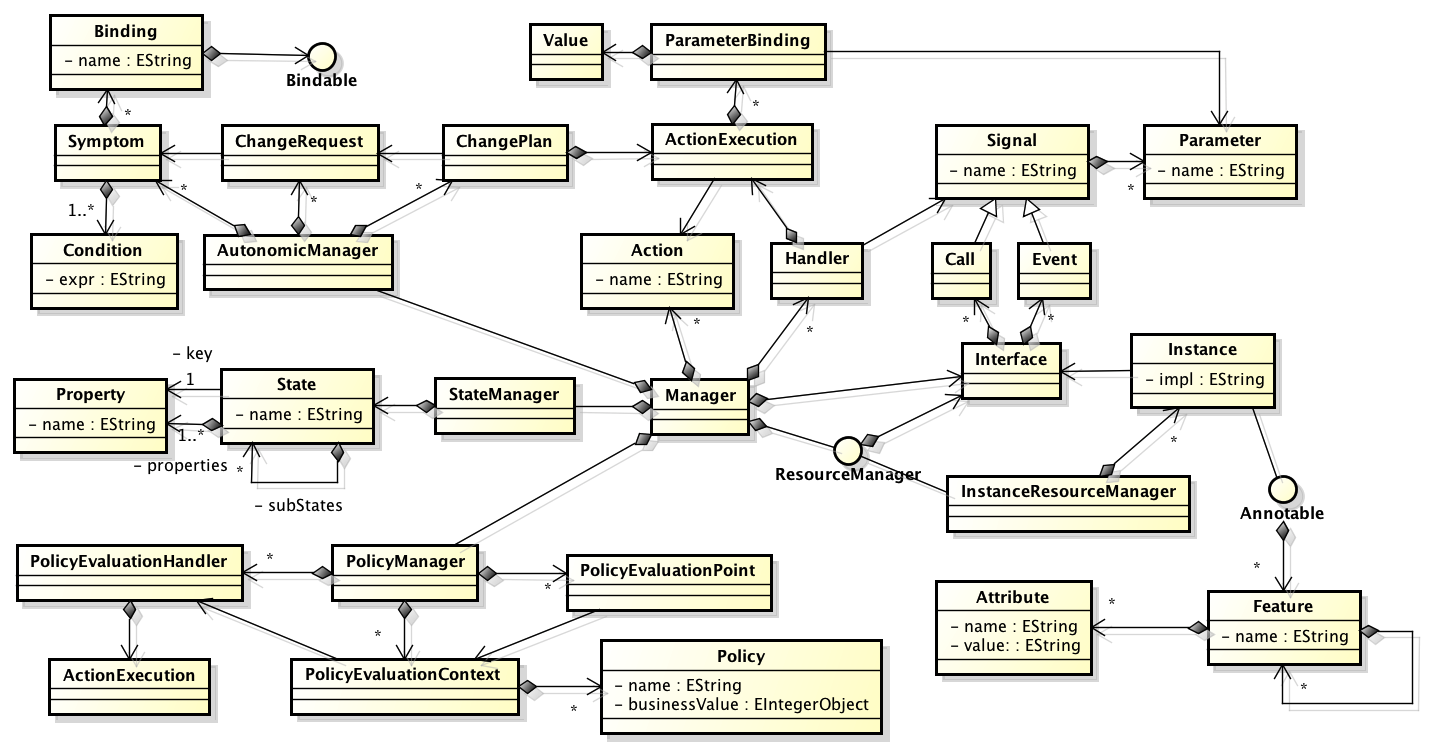 Binding
- name : EString
Bindable
*
Value
ParameterBinding
*
Symptom
ChangeRequest
ChangePlan
ActionExecution
Signal
- name : EString
*
Parameter
- name : EString
1..*
*
*
*
Condition
- expr : EString
AutonomicManager
Action
- name : EString
Handler
Call
Event
*
*
*
*
Interface
Instance
- impl : EString
- key
1
Property
- name : EString
1..*
- properties
State
- name : EString
*
- subStates
StateManager
Manager
ResourceManager
*
InstanceResourceManager
Annotable
*
PolicyEvaluationHandler
*
PolicyManager
*
PolicyEvaluationPoint
*
ActionExecution
PolicyEvaluationContext
*
Policy
- name : EString
- businessValue : EIntegerObject
Attribute
- name : EString
- value: : EString
*
Feature
- name : EString
*